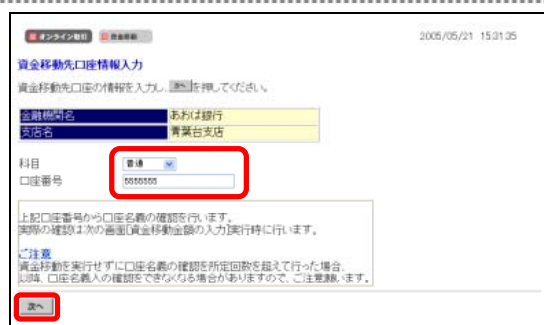 オンライン取引 資金移動 2005/05/21 15:31:35
資金移動先口座情報入力
資金移動先口座の情報を入力し、次へを押してください。
金融機関名 あおば銀行
支店名 青葉台支店
科目 普通
口座番号 5555555
上記口座番号から口座名義の確認を行います。
実際の確認は次の画面[資金移動金額の入力]実行時に行います。
ご注意
資金移動を実行せずに口座名義の確認を所定回数を超えて行った場合、
以降、口座名義人の確認をできなくなる場合がありますので、ご注意願います。
次へ